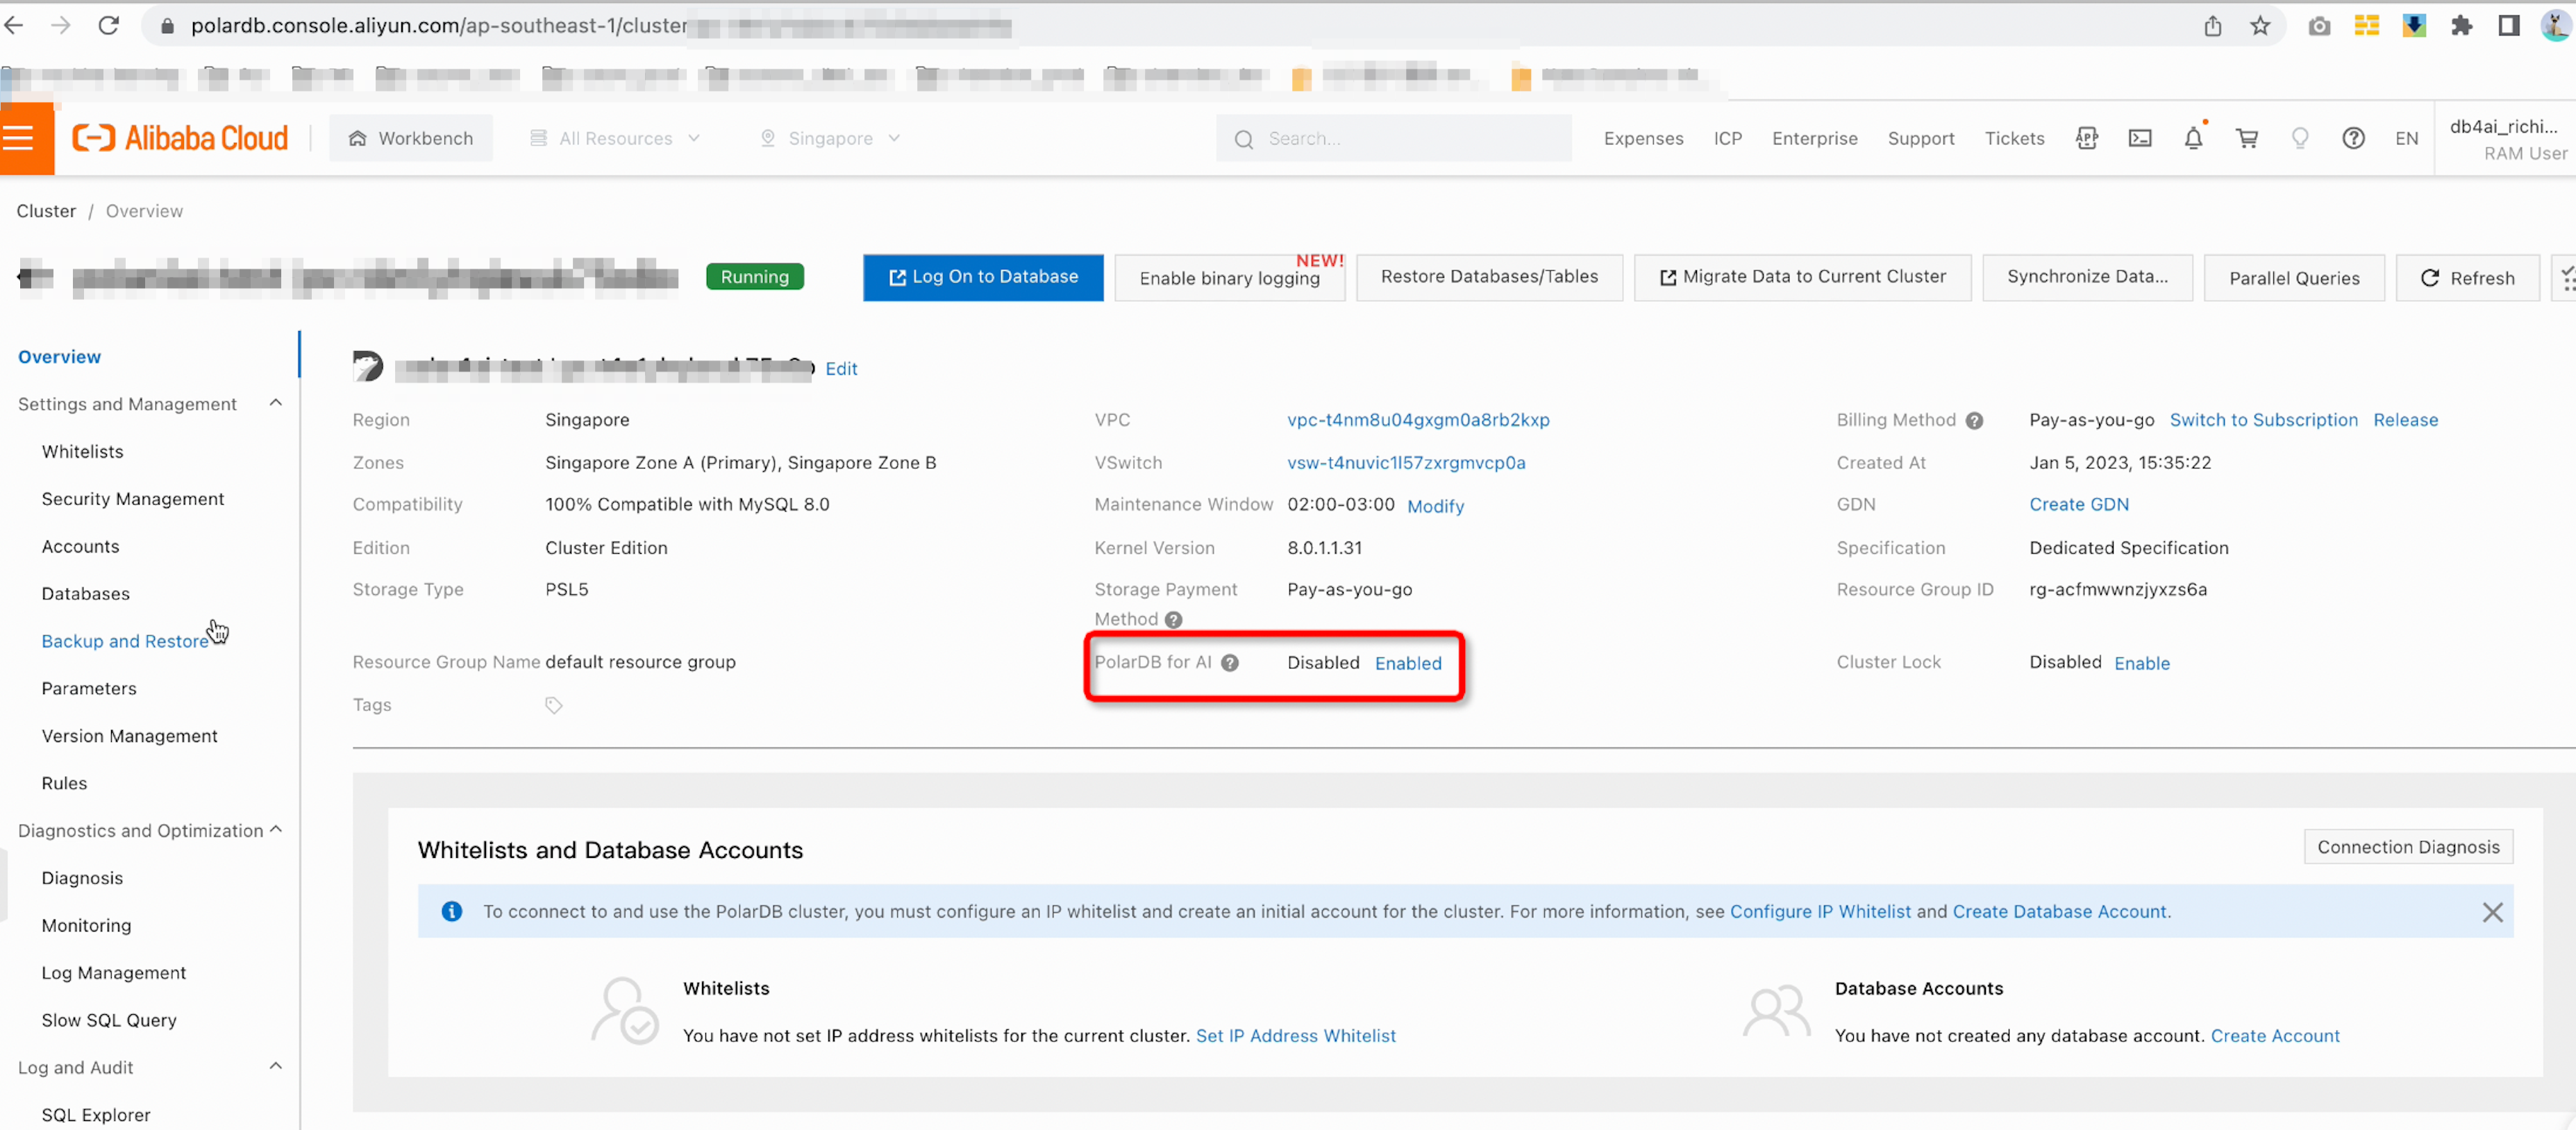 polardb.console.aliyun.com/ap-southeast-1/cluster
Alibaba Cloud
Workbench
All Resources
Singapore
Search...
Expenses
ICP
Enterprise
Support
Tickets
APP
EN
db4ai_richi...
RAM User
Cluster / Overview
Running
Log On to Database
Enable binary logging
NEW!
Restore Databases/Tables
Migrate Data to Current Cluster
Synchronize Data...
Parallel Queries
Refresh
Overview
Settings and Management
Whitelists
Security Management
Accounts
Databases
Backup and Restore
Parameters
Version Management
Rules
Diagnostics and Optimization
Diagnosis
Monitoring
Log Management
Slow SQL Query
Log and Audit
SQL Explorer
Edit
Region Singapore
Zones Singapore Zone A (Primary), Singapore Zone B
Compatibility 100% Compatible with MySQL 8.0
Edition Cluster Edition
Storage Type PSL5
Resource Group Name default resource group
Tags
VPC vpc-t4nm8u04gxgm0a8rb2kxp
VSwitch vsw-t4nuvic1l57zxrgmvcp0a
Maintenance Window 02:00-03:00 Modify
Kernel Version 8.0.1.1.31
Storage Payment Pay-as-you-go
Method
PolarDB for AI Disabled Enabled
Billing Method Pay-as-you-go Switch to Subscription Release
Created At Jan 5, 2023, 15:35:22
GDN Create GDN
Specification Dedicated Specification
Resource Group ID rg-acfmwwnzjyxzs6a
Cluster Lock Disabled Enable
Whitelists and Database Accounts
Connection Diagnosis
To cconnect to and use the PolarDB cluster, you must configure an IP whitelist and create an initial account for the cluster. For more information, see Configure IP Whitelist and Create Database Account.
Whitelists
You have not set IP address whitelists for the current cluster. Set IP Address Whitelist
Database Accounts
You have not created any database account. Create Account